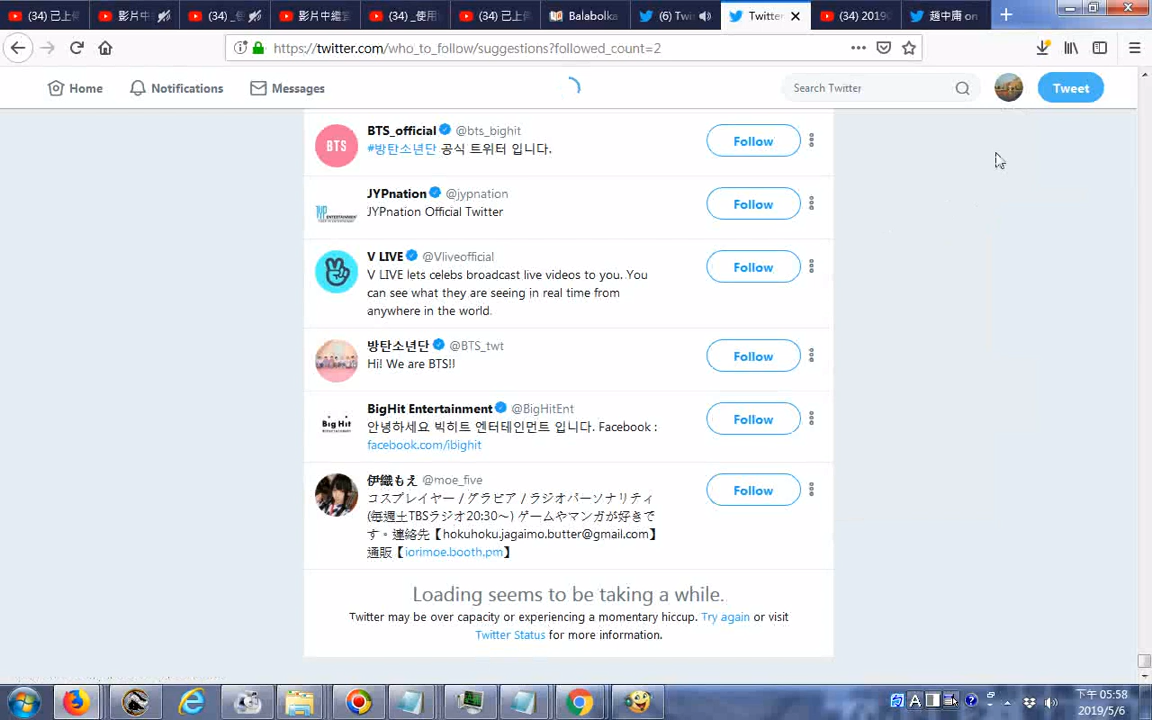 (34) 已上
影片中
(34) _使
影片中繼
(34) _使用
(34) 已上
Balabolka
(6) Twi
Twitter
(34) 2019
趙中庸 on
https://twitter.com/who_to_follow/suggestions?followed_count=2
Home
Notifications
Messages
Search Twitter
Tweet
BTS_official @bts_bighit
#방탄소년단 공식 트위터 입니다.
BTS
Follow
JYPnation @jypnation
JYPnation Official Twitter
Follow
V LIVE @Vliveofficial
V LIVE lets celebs broadcast live videos to you. You
can see what they are seeing in real time from
anywhere in the world.
Follow
방탄소년단 @BTS_twt
Hi! We are BTS!!
Follow
BigHit Entertainment @BigHitEnt
안녕하세요 빅히트 엔터테인먼트 입니다. Facebook :
facebook.com/ibighit
Big Hit
Follow
伊織もえ @moe_five
コスプレイヤー / グラビア / ラジオパーソナリティ
(毎週土TBSラジオ20:30〜) ゲームやマンガが好きで
す。連絡先【hokuhoku.jagaimo.butter@gmail.com】
通販【iorimoe.booth.pm】
Follow
Loading seems to be taking a while.
Twitter may be over capacity or experiencing a momentary hiccup. Try again or visit
Twitter Status for more information.
A
下午 05:58
2019/5/6